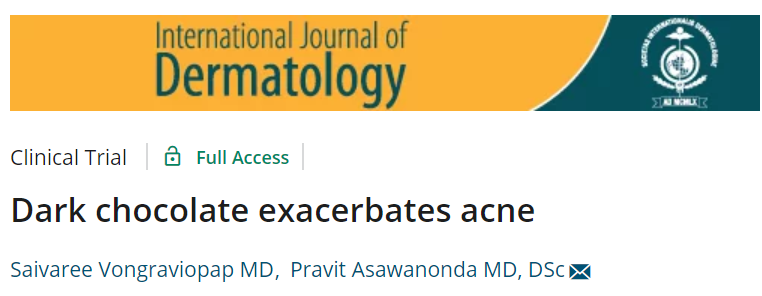 International Journal of
Dermatology
SOCIETAS INTERNATIONALIS DERMATOLOGIAE
AD MCMLX
Clinical Trial
Full Access
Dark chocolate exacerbates acne
Saivaree Vongraviopap MD, Pravit Asawanonda MD, DSc